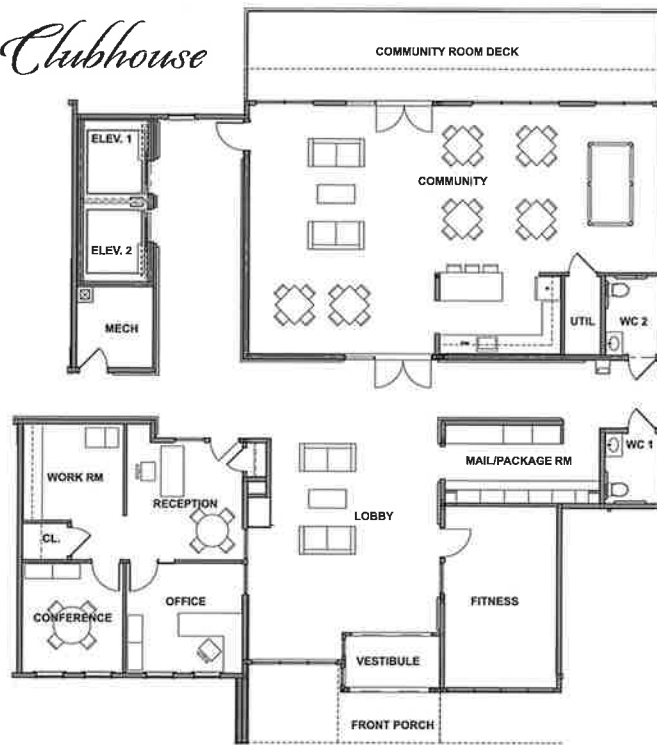 Clubhouse
COMMUNITY ROOM DECK
ELEV. 1
COMMUNITY
ELEV. 2
MECH
UTIL
WC 2
WC 1
MAIL/PACKAGE RM
WORK RM
RECEPTION
LOBBY
CL.
OFFICE
FITNESS
CONFERENCE
VESTIBULE
FRONT PORCH